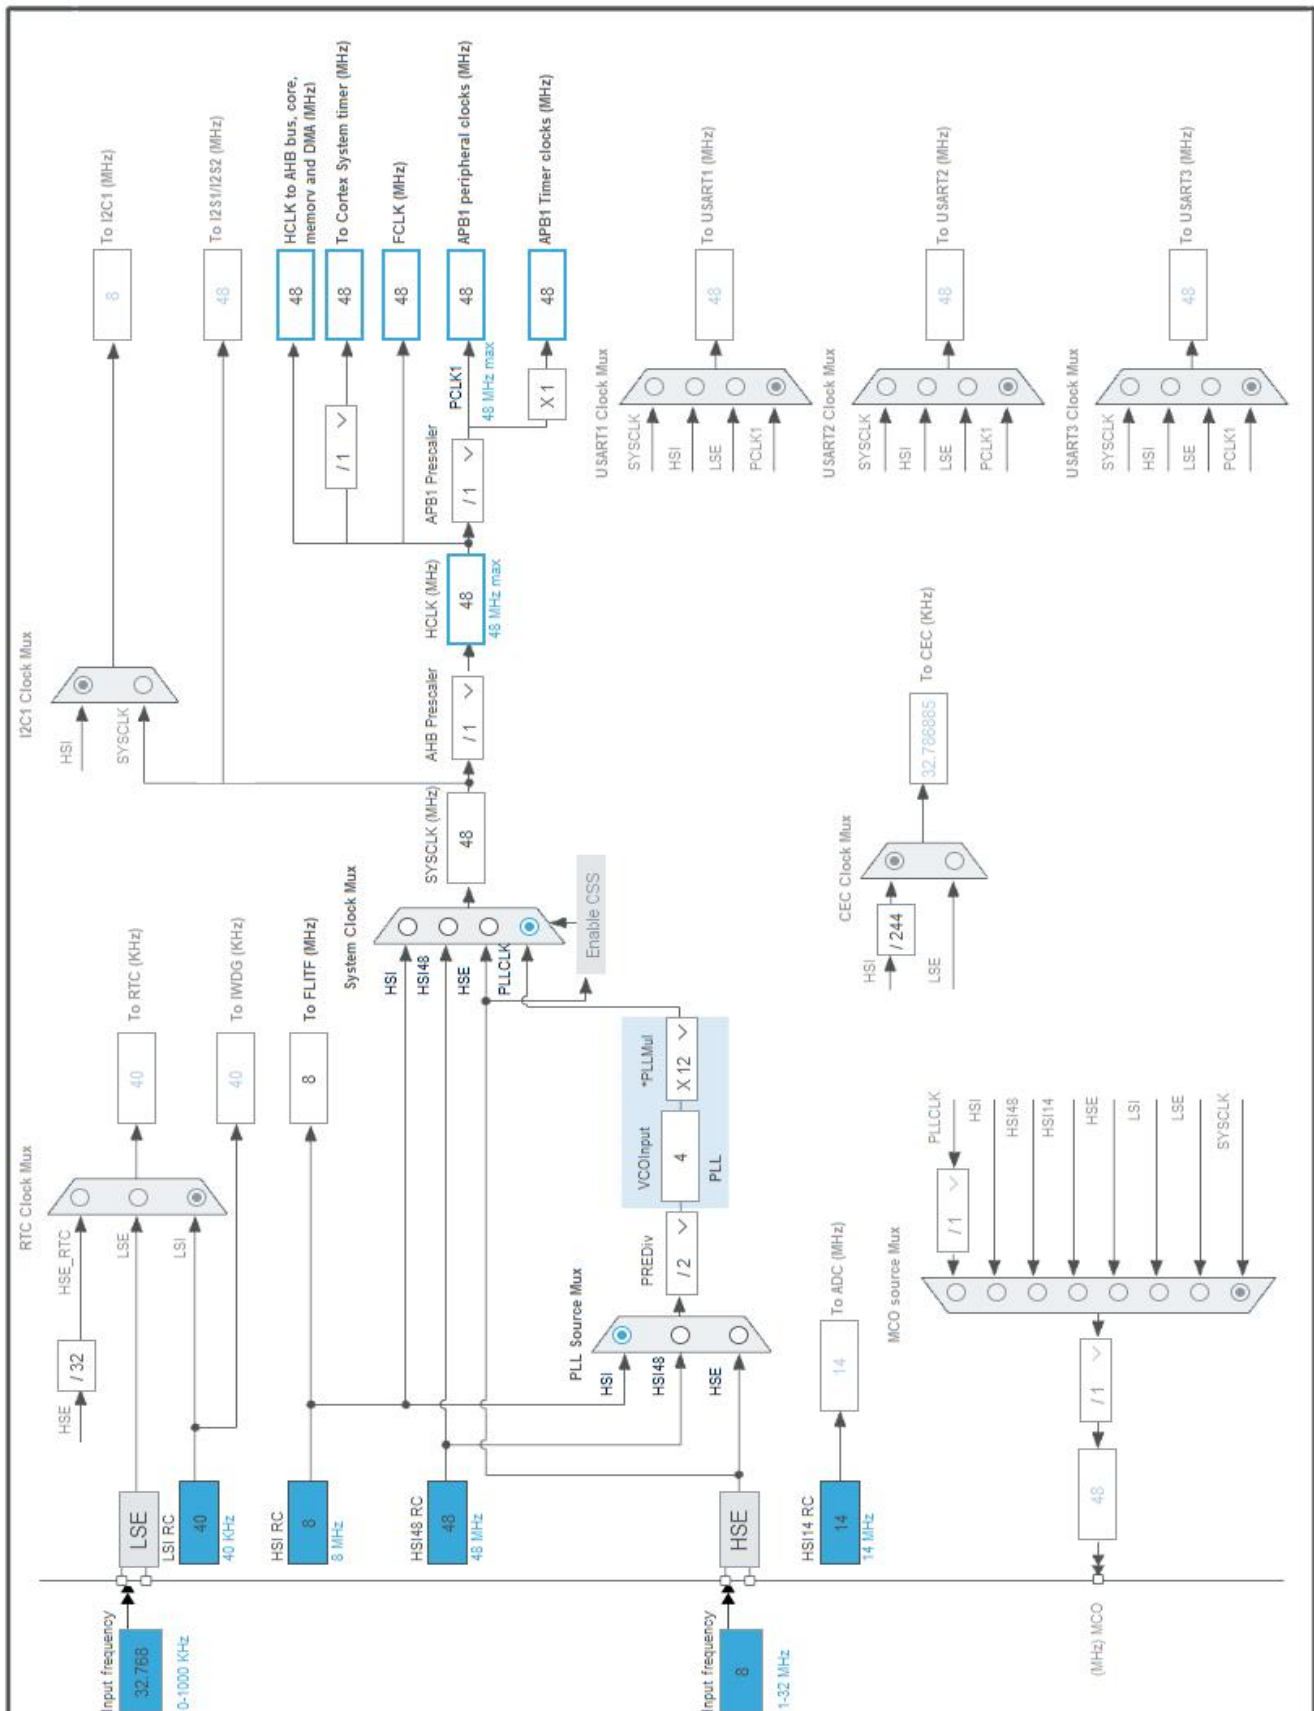 RTC Clock Mux
HSE
/ 32
HSE_RTC
LSE
LSI
40
To RTC (KHz)
40
To IWDG (KHz)
8
To FLITF (MHz)
Input frequency
32.768
0-1000 KHz
LSE
LSI RC
40
40 KHz
HSI RC
8
8 MHz
HSI48 RC
48
48 MHz
Input frequency
8
1-32 MHz
HSE
HSI14 RC
14
14 MHz
14
To ADC (MHz)
PLL Source Mux
HSI
HSI48
HSE
PREDiv
/ 2
VCOInput
4
*PLLMul
X 12
PLL
System Clock Mux
HSI
HSI48
HSE
PLLCLK
Enable CSS
SYSCLK (MHz)
48
AHB Prescaler
/ 1
HCLK (MHz)
48
48 MHz max
APB1 Prescaler
/ 1
PCLK1
48 MHz max
X 1
/ 1
I2C1 Clock Mux
HSI
SYSCLK
8
To I2C1 (MHz)
48
To I2S1/I2S2 (MHz)
48
HCLK to AHB bus, core,
memory and DMA (MHz)
48
To Cortex System timer (MHz)
48
FCLK (MHz)
48
APB1 peripheral clocks (MHz)
48
APB1 Timer clocks (MHz)
USART1 Clock Mux
SYSCLK
HSI
LSE
PCLK1
48
To USART1 (MHz)
USART2 Clock Mux
SYSCLK
HSI
LSE
PCLK1
48
To USART2 (MHz)
USART3 Clock Mux
SYSCLK
HSI
LSE
PCLK1
48
To USART3 (MHz)
CEC Clock Mux
HSI
/ 244
LSE
32.786885
To CEC (KHz)
MCO source Mux
PLLCLK
/ 1
HSI
HSI48
HSI14
HSE
LSI
LSE
SYSCLK
/ 1
48
(MHz) MCO